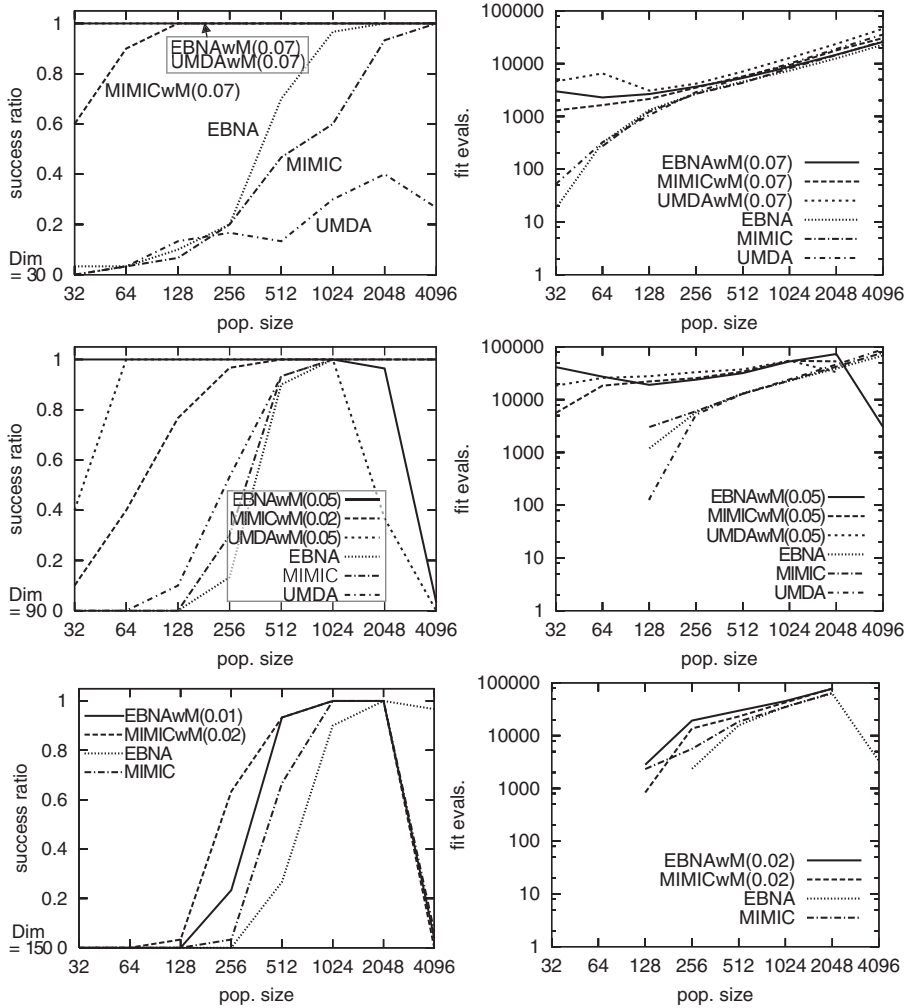 success ratio
1
0.8
0.6
0.4
0.2
0
Dim
= 30
EBNAwM(0.07)
UMDAwM(0.07)
MIMICwM(0.07)
EBNA
MIMIC
UMDA
32 64 128 256 512 1024 2048 4096
pop. size
fit evals.
100000
10000
1000
100
10
1
EBNAwM(0.07)
MIMICwM(0.07)
UMDAwM(0.07)
EBNA
MIMIC
UMDA
32 64 128 256 512 1024 2048 4096
pop. size
success ratio
1
0.8
0.6
0.4
0.2
0
Dim
= 90
EBNAwM(0.05)
MIMICwM(0.02)
UMDAwM(0.05)
EBNA
MIMIC
UMDA
32 64 128 256 512 1024 2048 4096
pop. size
fit evals.
100000
10000
1000
100
10
1
EBNAwM(0.05)
MIMICwM(0.05)
UMDAwM(0.05)
EBNA
MIMIC
UMDA
32 64 128 256 512 1024 2048 4096
pop. size
success ratio
1
0.8
0.6
0.4
0.2
0
Dim
= 150
EBNAwM(0.01)
MIMICwM(0.02)
EBNA
MIMIC
32 64 128 256 512 1024 2048 4096
pop. size
fit evals.
100000
10000
1000
100
10
1
EBNAwM(0.02)
MIMICwM(0.02)
EBNA
MIMIC
32 64 128 256 512 1024 2048 4096
pop. size